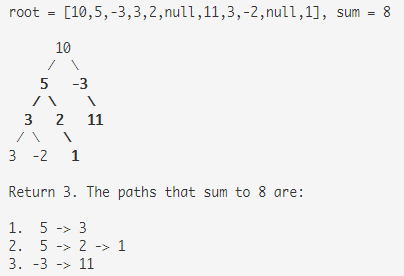 root = [10,5,-3,3,2,null,11,3,-2,null,1], sum = 8
10
/ \
5 -3
/ \ \
3 2 11
/ \ \
3 -2 1
Return 3. The paths that sum to 8 are:
1. 5 -> 3
2. 5 -> 2 -> 1
3. -3 -> 11